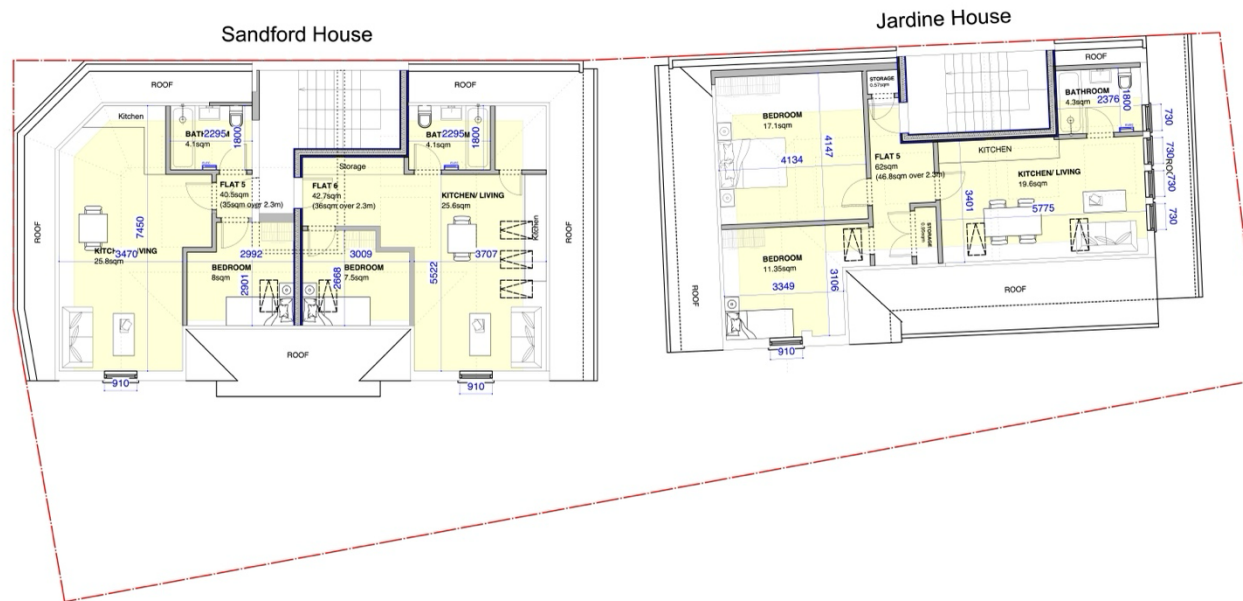 Sandford House
Jardine House
ROOF
ROOF
Kitchen
BATHROOM
4.1sqm
2295
1800
FLAT 5
40.5sqm
(35sqm over 2.3m)
ROOF
7450
3470
25.8sqm
2992
BEDROOM
8sqm
2901
910
Storage
FLAT 6
42.7sqm
(36sqm over 2.3m)
2295
1800
4.1sqm
KITCHEN/ LIVING
25.6sqm
Kitchen
3009
BEDROOM
7.5sqm
2668
5522
3707
ROOF
ROOF
910
ROOF
STORAGE
0.57sqm
BEDROOM
17.1sqm
4147
4134
FLAT 5
62sqm
(46.8sqm over 2.3m)
BATHROOM
4.3sqm
2376
1800
730
730
730
730
KITCHEN
KITCHEN/ LIVING
19.6sqm
3401
5775
STORAGE
BEDROOM
11.35sqm
3106
3349
910
ROOF
ROOF